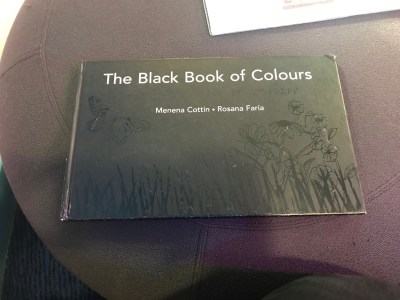 The Black Book of Colours
Menena Cottin • Rosana Faría